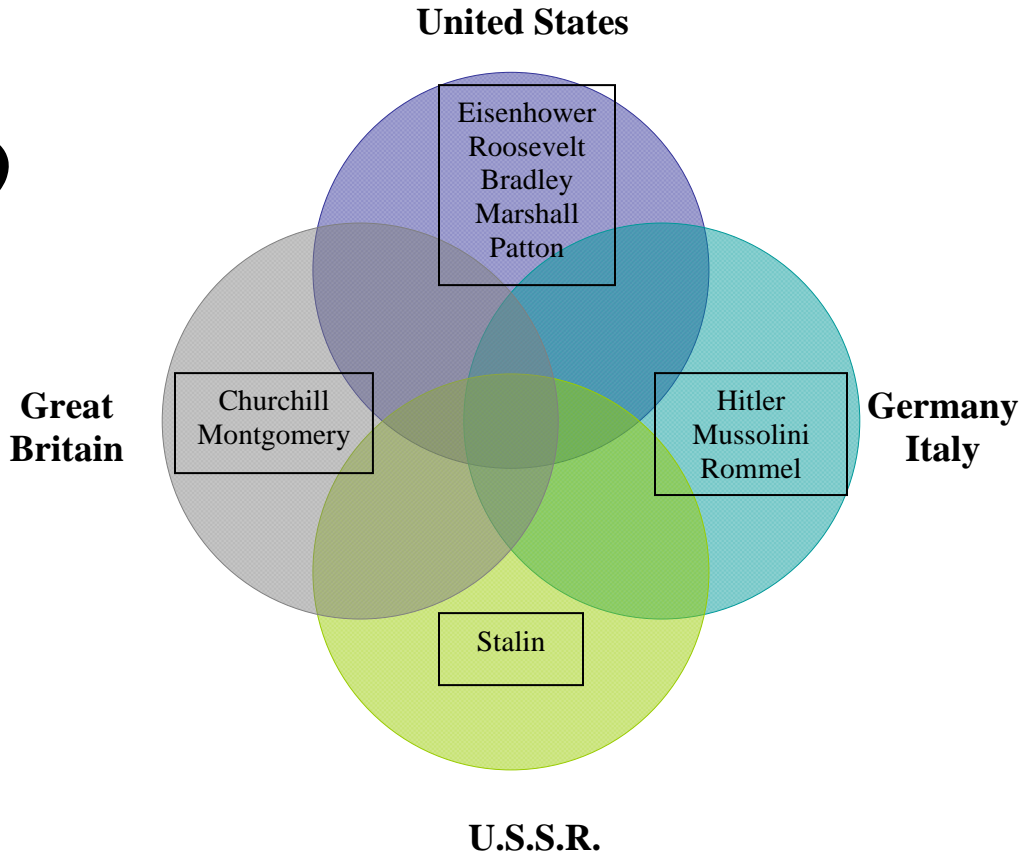 United States
Eisenhower
Roosevelt
Bradley
Marshall
Patton
Great
Britain
Churchill
Montgomery
Hitler
Mussolini
Rommel
Germany
Italy
Stalin
U.S.S.R.